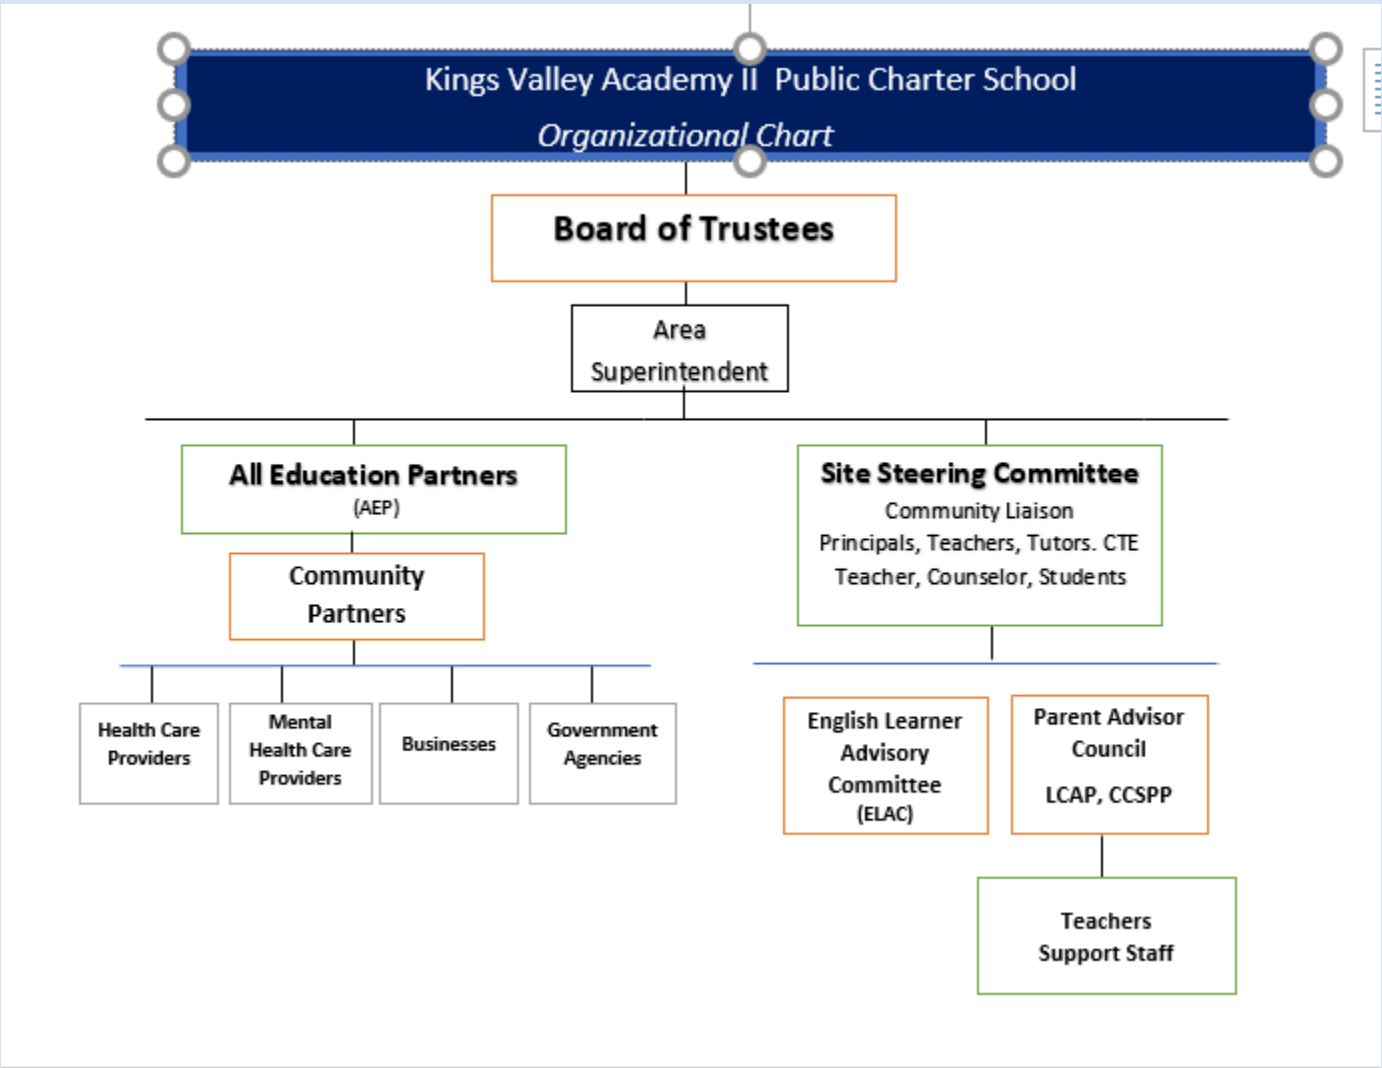 Kings Valley Academy II  Public Charter School
Organizational Chart
Board of Trustees
Area
Superintendent
All Education Partners
(AEP)
Community
Partners
Health Care
Providers
Mental
Health Care
Providers
Businesses
Government
Agencies
Site Steering Committee
Community Liaison
Principals, Teachers, Tutors. CTE
Teacher, Counselor, Students
English Learner
Advisory
Committee
(ELAC)
Parent Advisor
Council
LCAP, CCSPP
Teachers
Support Staff